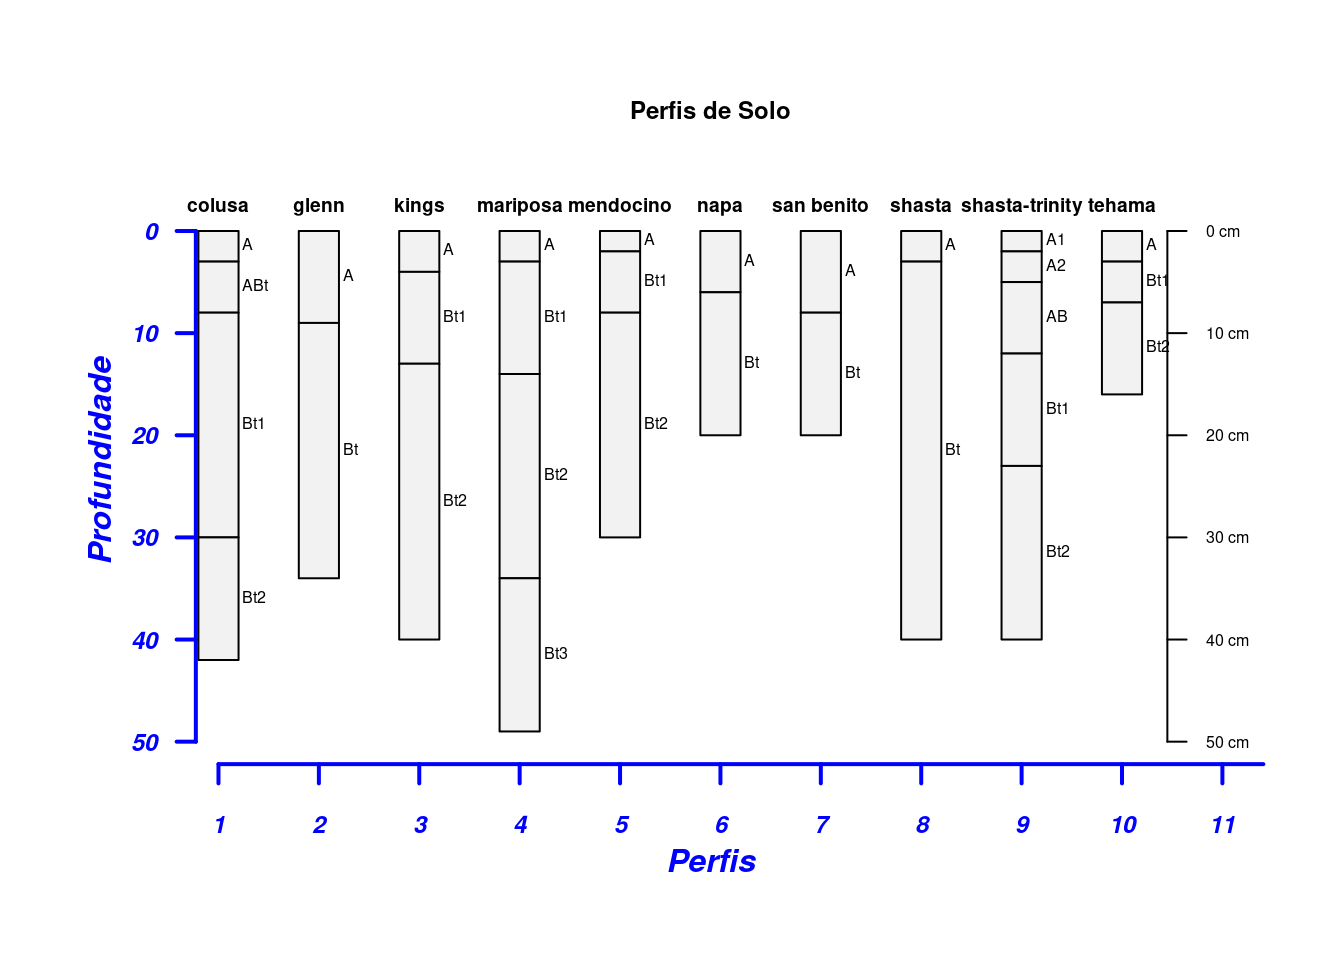 Perfis de Solo
colusa glenn kings mariposa mendocino napa san benito shasta shasta-trinity tehama
0 A A A A1 A 0 cm
A A A
A2
A A
A
ABt Bt1 Bt1
Bt1 Bt1 AB
10 Bt2 10 cm
Bt
Bt
Bt1
Bt1 Bt2
20 20 cm
Bt Bt
Bt2
Bt2
30 30 cm
Bt2
Bt2
40 40 cm
Bt3
50 50 cm
1 2 3 4 5 6 7 8 9 10 11
Perfis
Profundidade